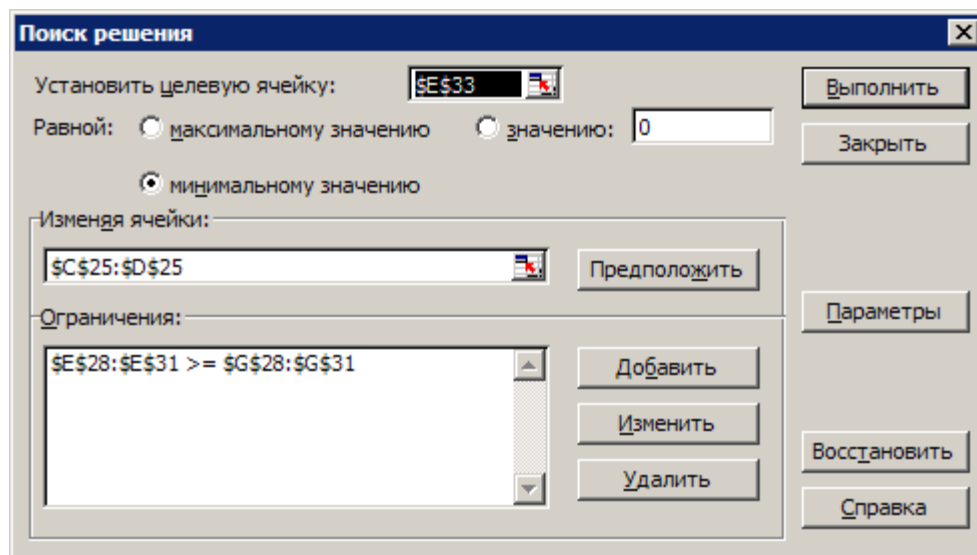 Поиск решения
Установить целевую ячейку: $E$33
Выполнить
Равной: максимальному значению значению: 0
Закрыть
минимальному значению
Изменяя ячейки:
$C$25:$D$25
Предположить
Ограничения:
Параметры
$E$28:$E$31 >= $G$28:$G$31
Добавить
Изменить
Восстановить
Удалить
Справка